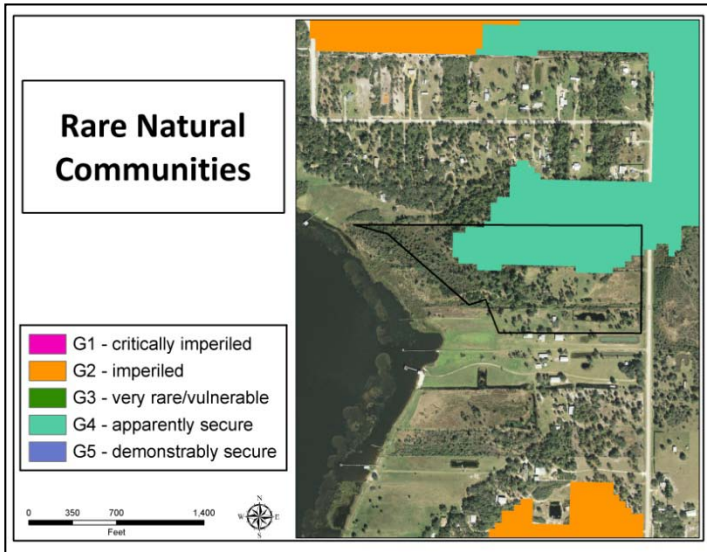 Rare Natural
Communities
G1 - critically imperiled
G2 - imperiled
G3 - very rare/vulnerable
G4 - apparently secure
G5 - demonstrably secure
0 350 700 1,400
Feet
N
W E
S